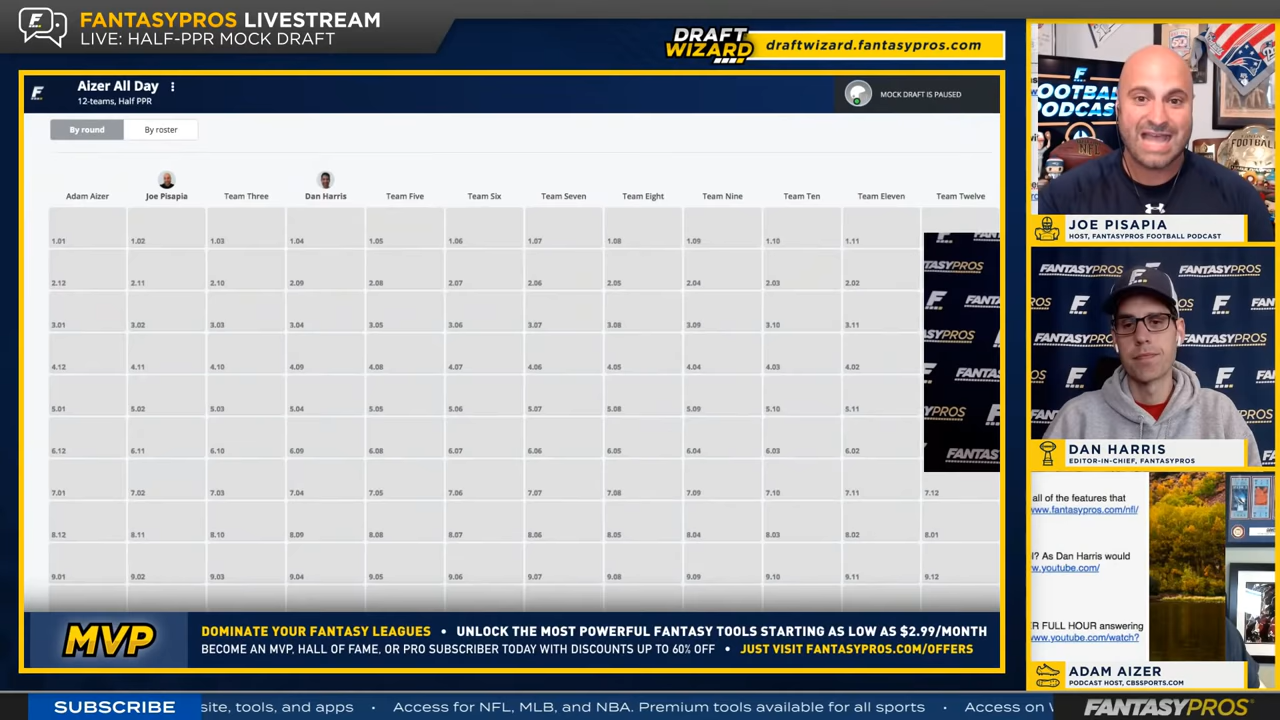 FANTASYPROS LIVESTREAM
LIVE: HALF-PPR MOCK DRAFT
DRAFT WIZARD
draftwizard.fantasypros.com
Aizer All Day
12-teams, Half PPR
MOCK DRAFT IS PAUSED
By round By roster
Adam Aizer Joe Pisapia Team Three Dan Harris Team Five Team Six Team Seven Team Eight Team Nine Team Ten Team Eleven Team Twelve
1.01 1.02 1.03 1.04 1.05 1.06 1.07 1.08 1.09 1.10 1.11
2.12 2.11 2.10 2.09 2.08 2.07 2.06 2.05 2.04 2.03 2.02
3.01 3.02 3.03 3.04 3.05 3.06 3.07 3.08 3.09 3.10 3.11
4.12 4.11 4.10 4.09 4.08 4.07 4.06 4.05 4.04 4.03 4.02
5.01 5.02 5.03 5.04 5.05 5.06 5.07 5.08 5.09 5.10 5.11
6.12 6.11 6.10 6.09 6.08 6.07 6.06 6.05 6.04 6.03 6.02
7.01 7.02 7.03 7.04 7.05 7.06 7.07 7.08 7.09 7.10 7.11 7.12
8.12 8.11 8.10 8.09 8.08 8.07 8.06 8.05 8.04 8.03 8.02 8.01
9.01 9.02 9.03 9.04 9.05 9.06 9.07 9.08 9.09 9.10 9.11 9.12
OOTBALL
PODCAST
NFL
JOE PISAPIA
HOST, FANTASYPROS FOOTBALL PODCAST
FANTASYPROS FANTASYPROS
DAN HARRIS
EDITOR-IN-CHIEF, FANTASYPROS
all of the features that
www.fantasypros.com/nfl/
l? As Dan Harris would
w.youtube.com/
R FULL HOUR answering
www.youtube.com/watch?
ADAM AIZER
PODCAST HOST, CBSSPORTS.COM
MVP
DOMINATE YOUR FANTASY LEAGUES • UNLOCK THE MOST POWERFUL FANTASY TOOLS STARTING AS LOW AS $2.99/MONTH
BECOME AN MVP, HALL OF FAME, OR PRO SUBSCRIBER TODAY WITH DISCOUNTS UP TO 60% OFF • JUST VISIT FANTASYPROS.COM/OFFERS
SUBSCRIBE site, tools, and apps • Access for NFL, MLB, and NBA. Premium tools available for all sports • Access on
FANTASYPROS